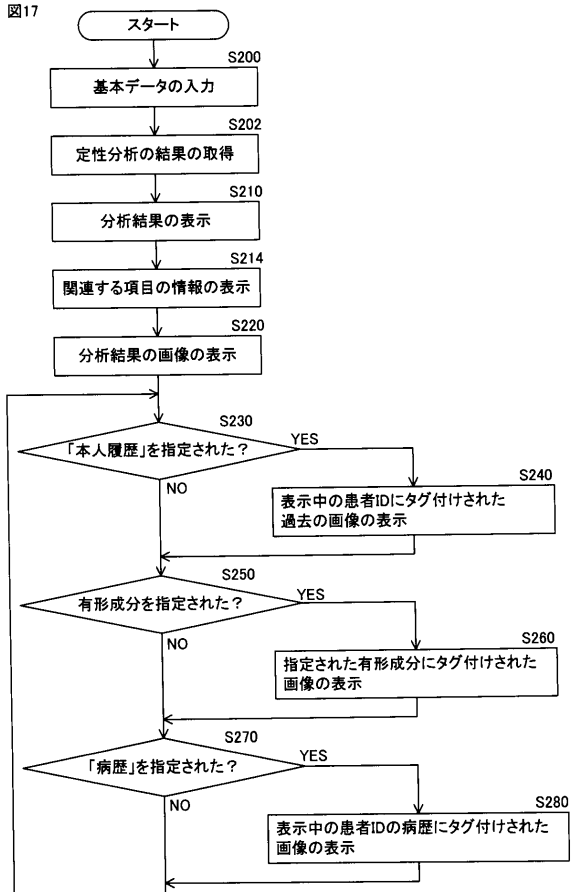 図17
スタート
S200
基本データの入力
S202
定性分析の結果の取得
S210
分析結果の表示
S214
関連する項目の情報の表示
S220
分析結果の画像の表示
S230
「本人履歴」を指定された？
YES
NO
S240
表示中の患者IDにタグ付けされた
過去の画像の表示
S250
有形成分を指定された？
YES
NO
S260
指定された有形成分にタグ付けされた
画像の表示
S270
「病歴」を指定された？
YES
NO
S280
表示中の患者IDの病歴にタグ付けされた
画像の表示